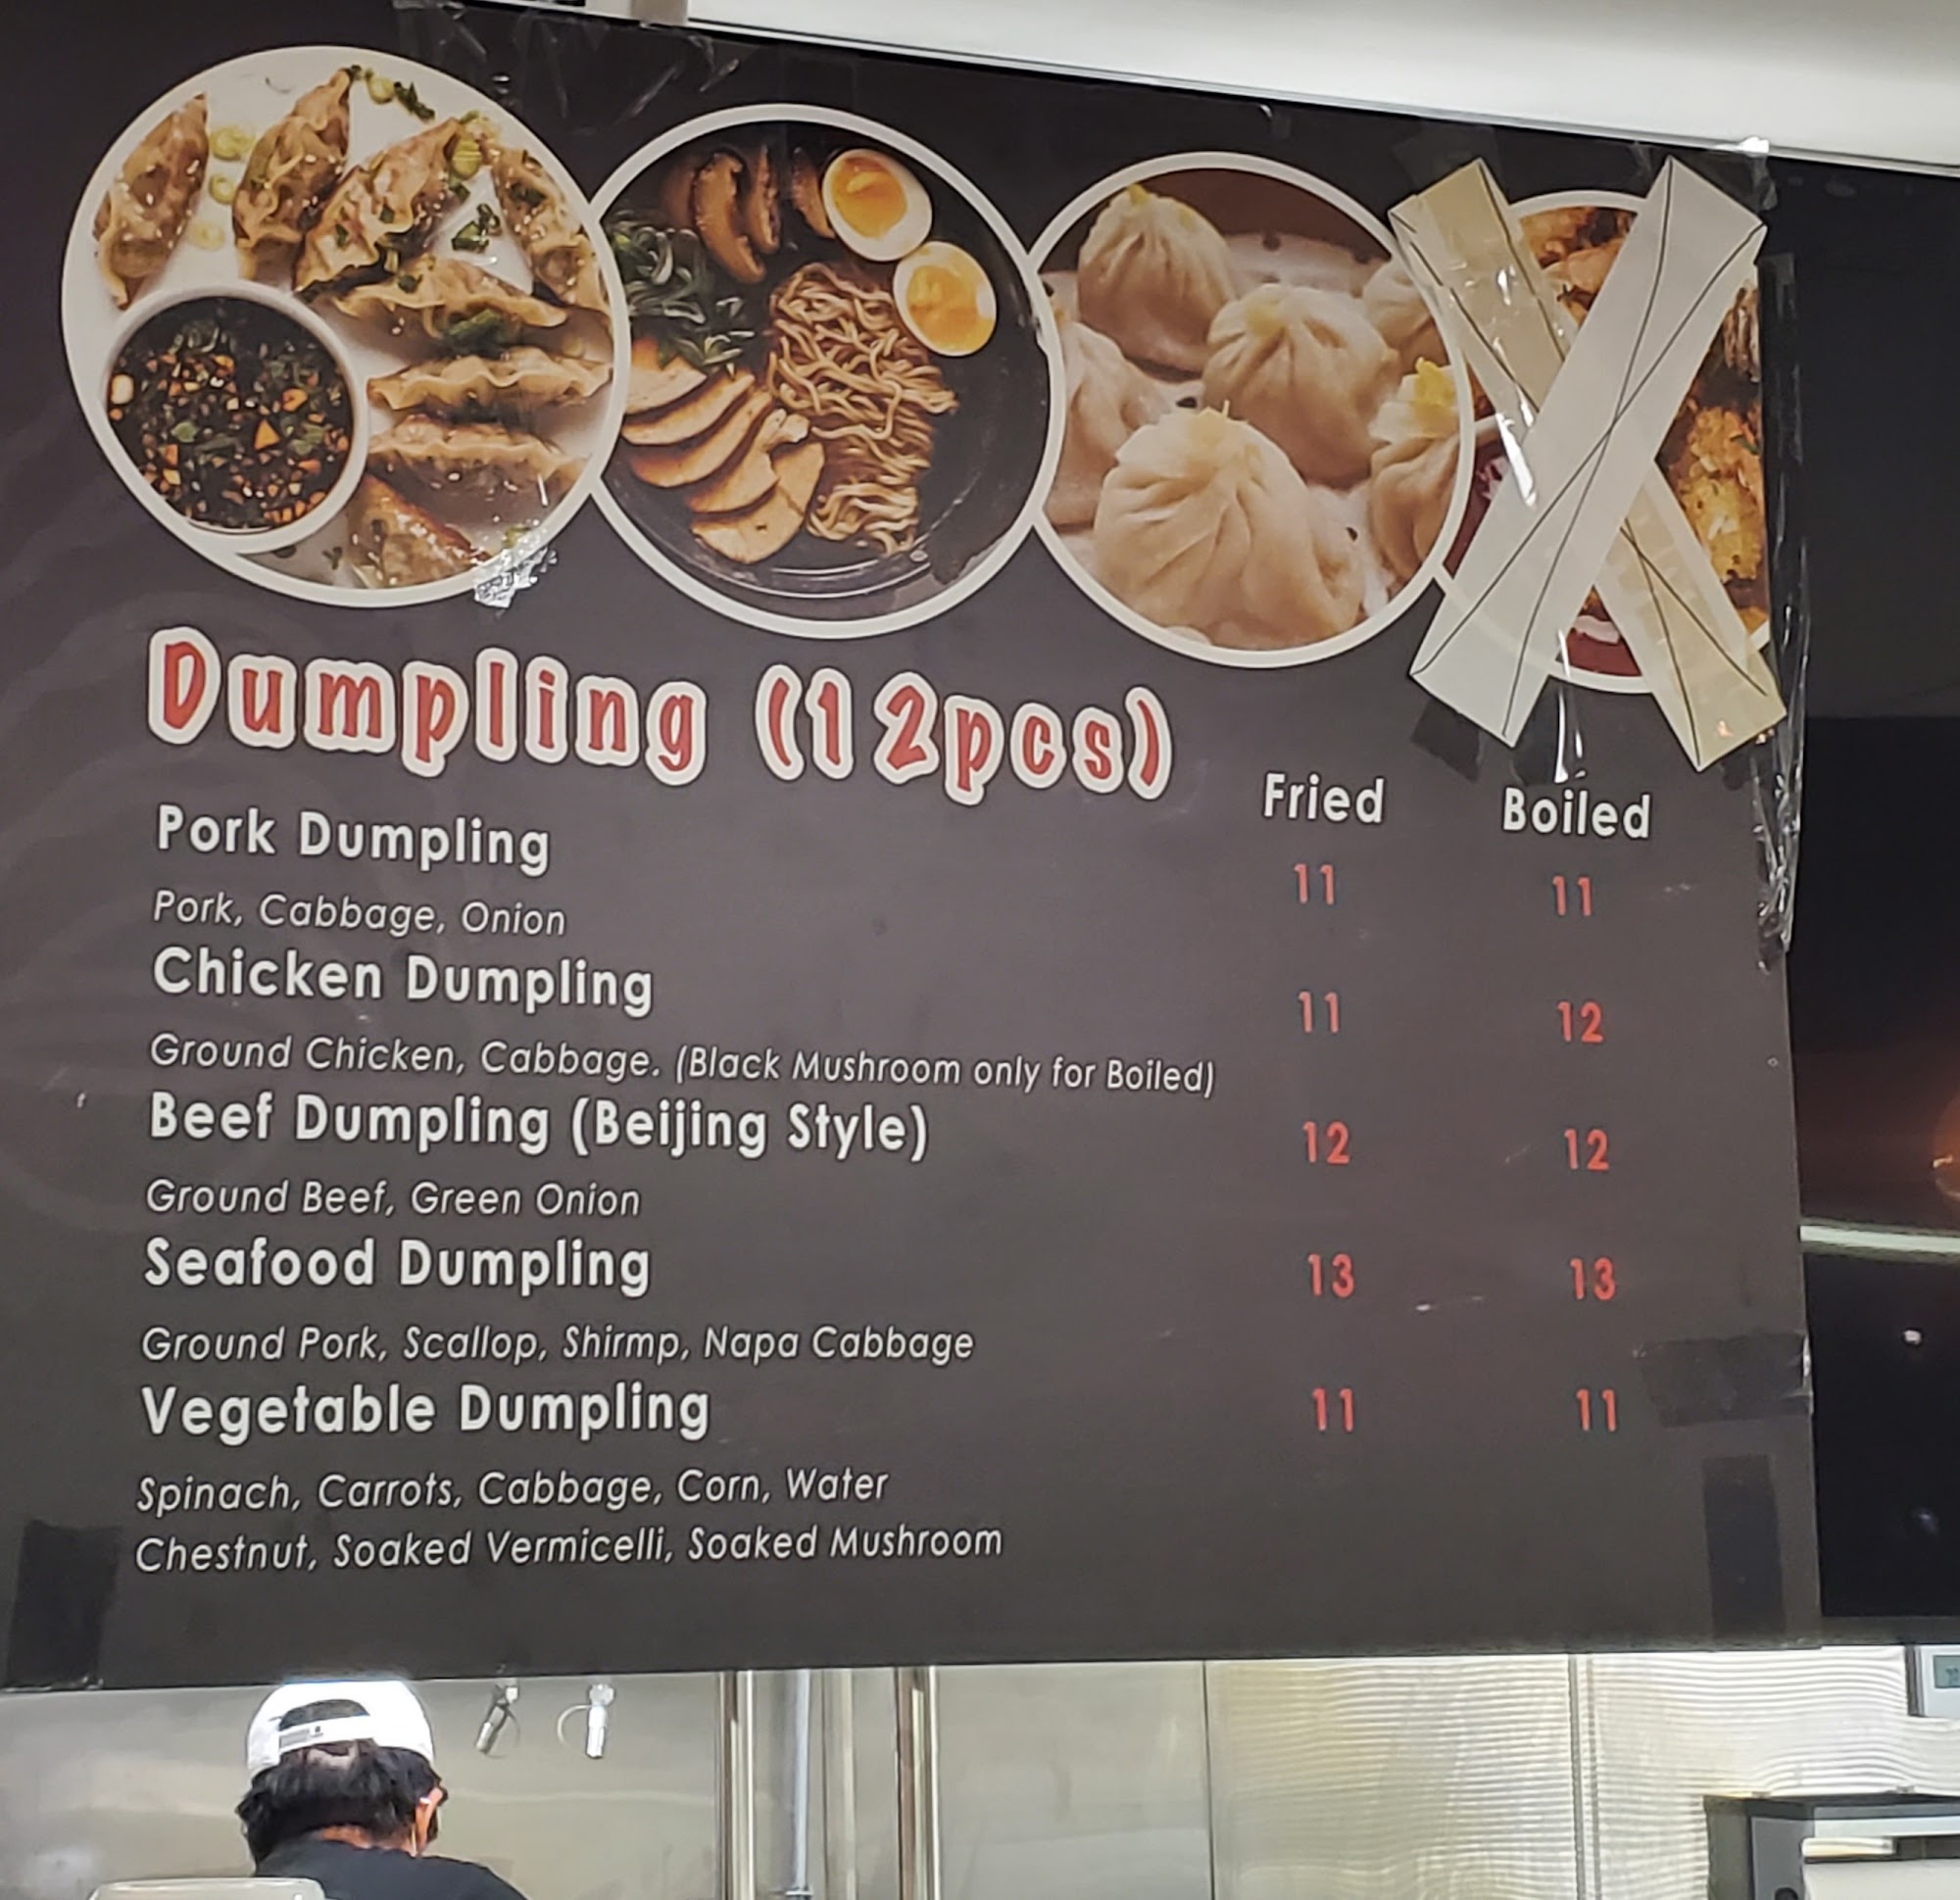 Dumpling (12pcs)
Fried Boiled
Pork Dumpling 11 11
Pork, Cabbage, Onion
Chicken Dumpling 11 12
Ground Chicken, Cabbage. (Black Mushroom only for Boiled)
Beef Dumpling (Beijing Style) 12 12
Ground Beef, Green Onion
Seafood Dumpling 13 13
Ground Pork, Scallop, Shirmp, Napa Cabbage
Vegetable Dumpling 11 11
Spinach, Carrots, Cabbage, Corn, Water
Chestnut, Soaked Vermicelli, Soaked Mushroom